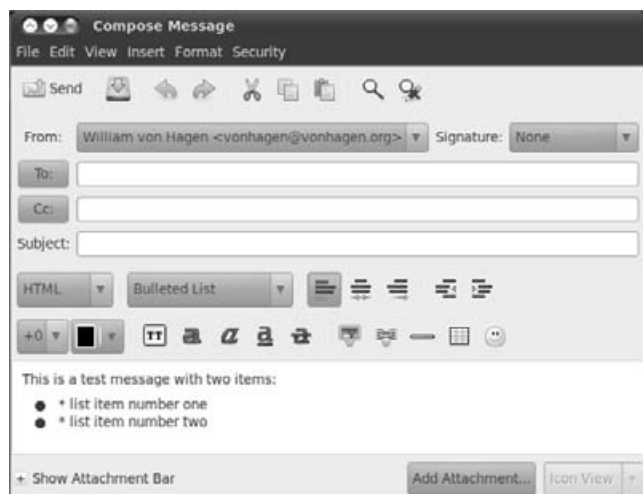 Compose Message
File Edit View Insert Format Security
Send
From: William von Hagen <vonhagen@vonhagen.org> Signature: None
To:
Cc:
Subject:
HTML Bulleted List
+0 TT a a a a
This is a test message with two items:
* list item number one
* list item number two
+ Show Attachment Bar Add Attachment... Icon View